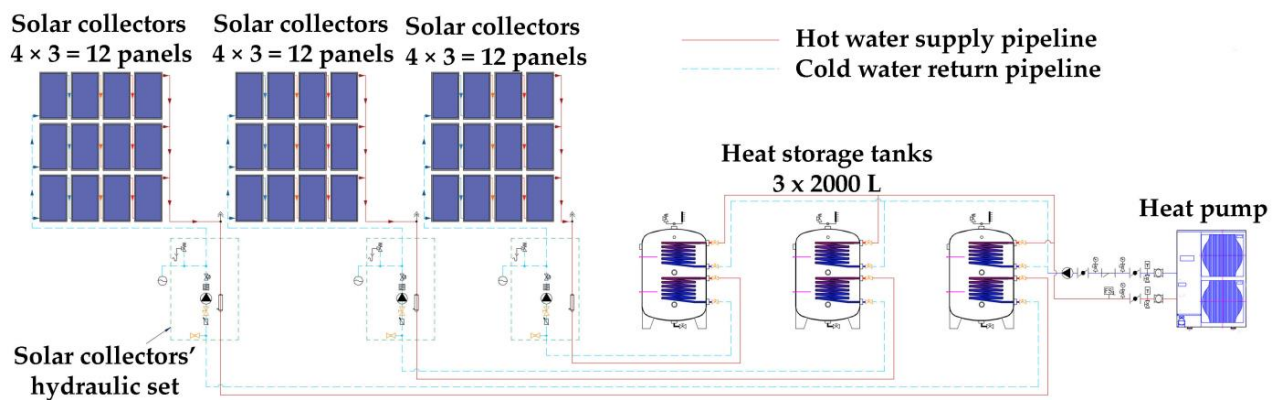 Solar collectors
4 × 3 = 12 panels
Solar collectors
4 × 3 = 12 panels
Solar collectors
4 × 3 = 12 panels
Hot water supply pipeline
Cold water return pipeline
Heat storage tanks
3 x 2000 L
Heat pump
Solar collectors’
hydraulic set